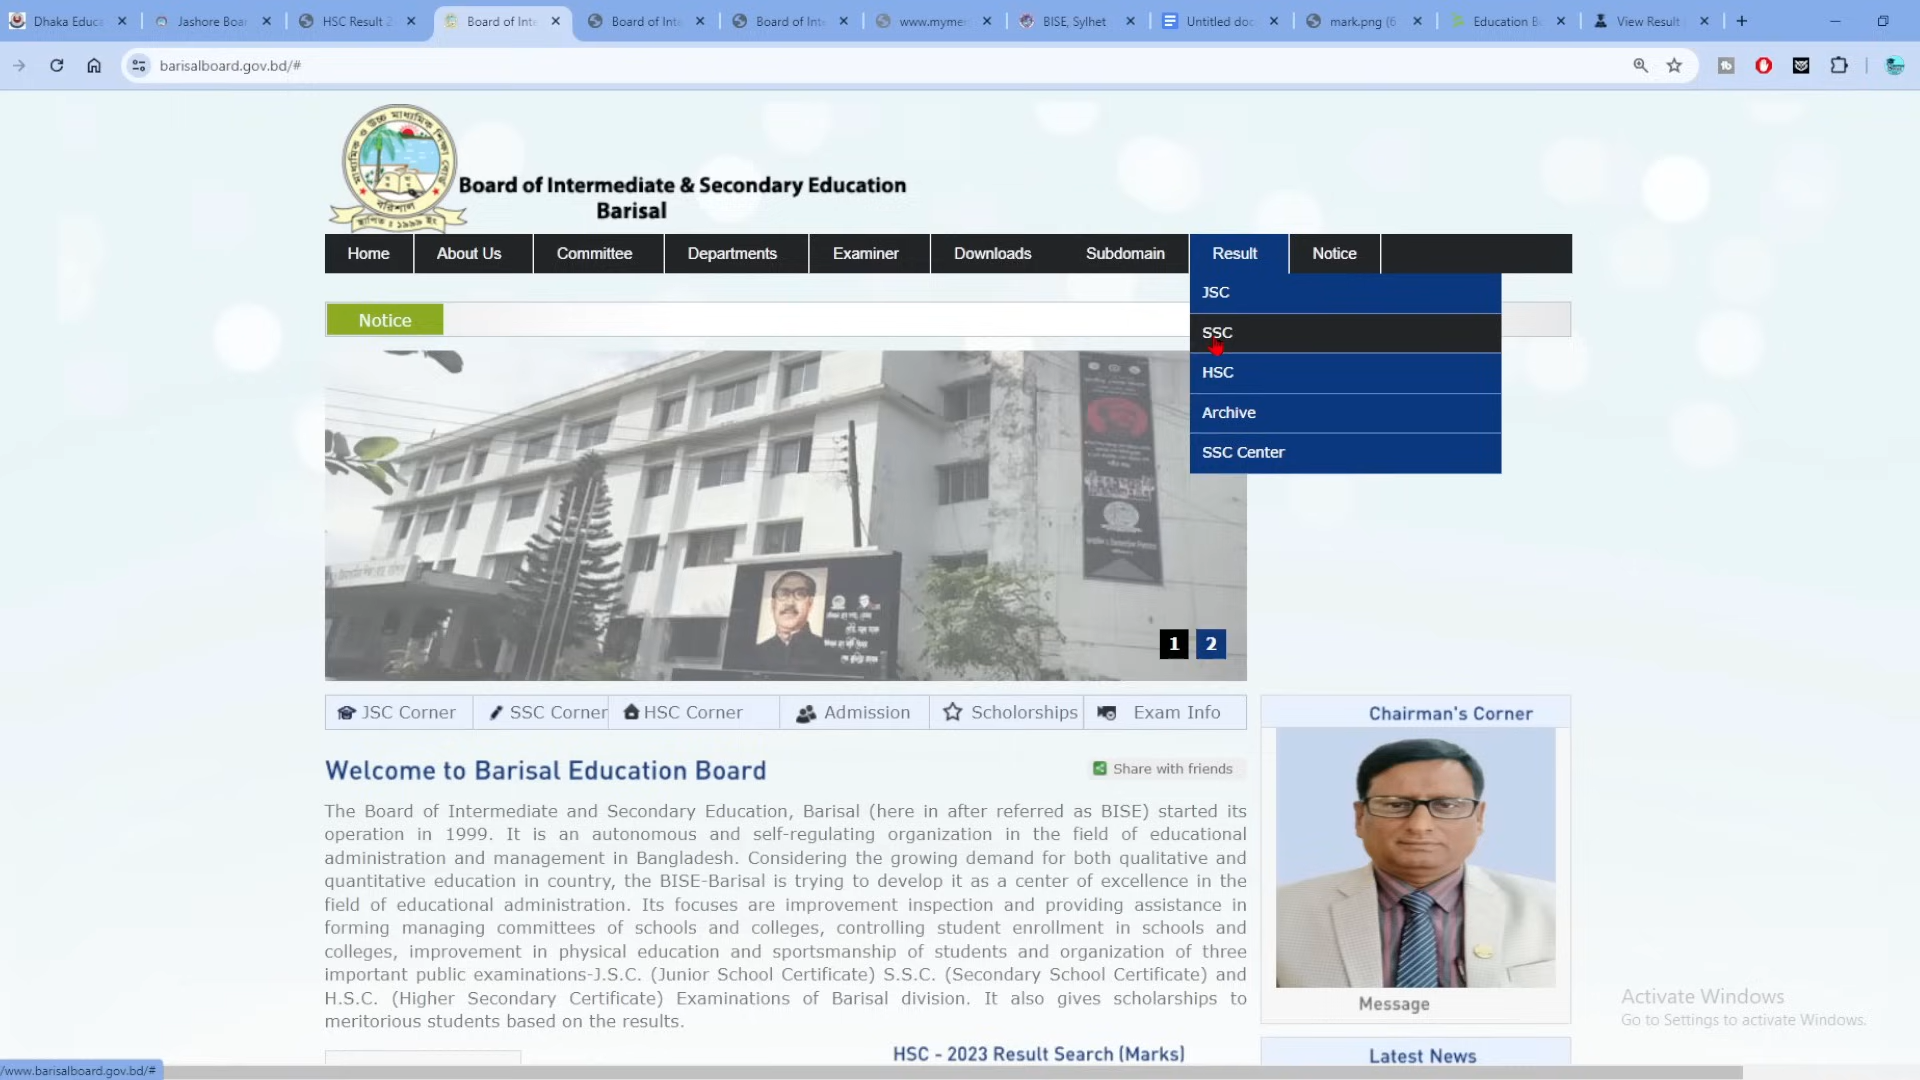 Dhaka Educa
Jashore Boar
HSC Result 2
Board of Inte
Board of Inte
Board of Inte
www.mymen
BISE, Sylhet
Untitled doc
mark.png (6
Education B
View Result
barisalboard.gov.bd/#
Board of Intermediate & Secondary Education
Barisal
Home
About Us
Committee
Departments
Examiner
Downloads
Subdomain
Result
Notice
JSC
SSC
HSC
Archive
SSC Center
Notice
1
2
JSC Corner
SSC Corner
HSC Corner
Admission
Scholorships
Exam Info
Chairman's Corner
Welcome to Barisal Education Board
Share with friends
The Board of Intermediate and Secondary Education, Barisal (here in after referred as BISE) started its
operation in 1999. It is an autonomous and self-regulating organization in the field of educational
administration and management in Bangladesh. Considering the growing demand for both qualitative and
quantitative education in country, the BISE-Barisal is trying to develop it as a center of excellence in the
field of educational administration. Its focuses are improvement inspection and providing assistance in
forming managing committees of schools and colleges, controlling student enrollment in schools and
colleges, improvement in physical education and sportsmanship of students and organization of three
important public examinations-J.S.C. (Junior School Certificate) S.S.C. (Secondary School Certificate) and
H.S.C. (Higher Secondary Certificate) Examinations of Barisal division. It also gives scholarships to
meritorious students based on the results.
Message
Activate Windows
Go to Settings to activate Windows.
HSC - 2023 Result Search (Marks)
Latest News
/www.barisalboard.gov.bd/#